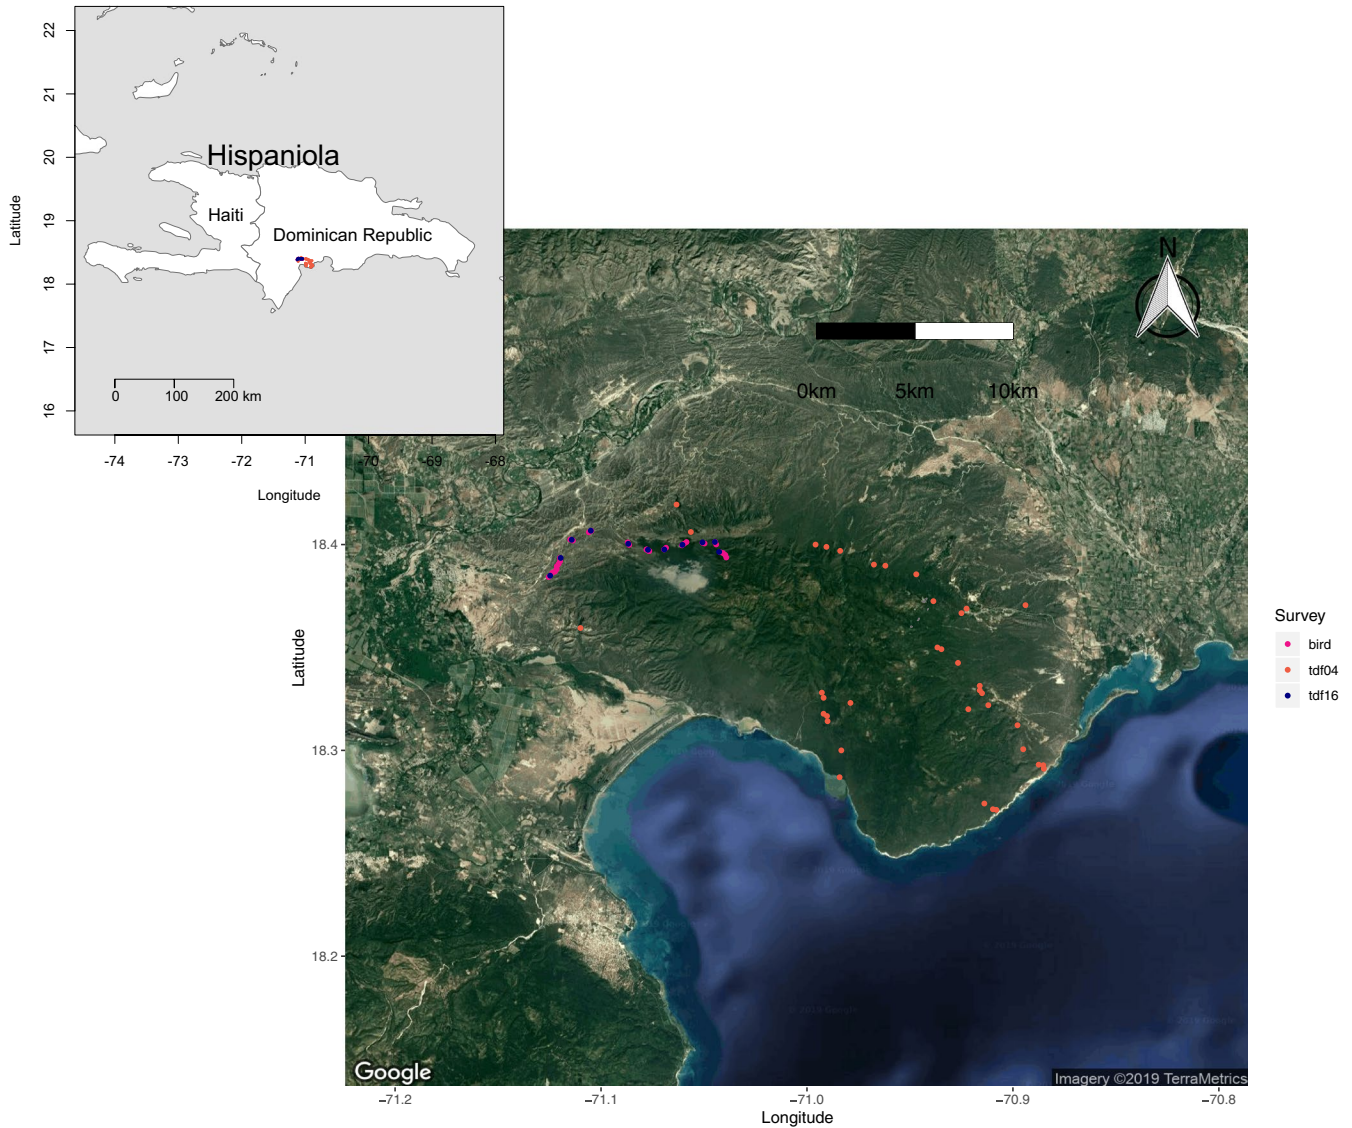 22
21
20
19
18
17
16
Latitude
Hispaniola
Haiti
Dominican Republic
0 100 200 km
-74 -73 -72 -71 -70 -69 -68
Longitude
N
0km 5km 10km
18.4
18.3
18.2
Latitude
Survey
bird
tdf04
tdf16
Google
Imagery ©2019 TerraMetrics
−71.2 −71.1 −71.0 −70.9 −70.8
Longitude